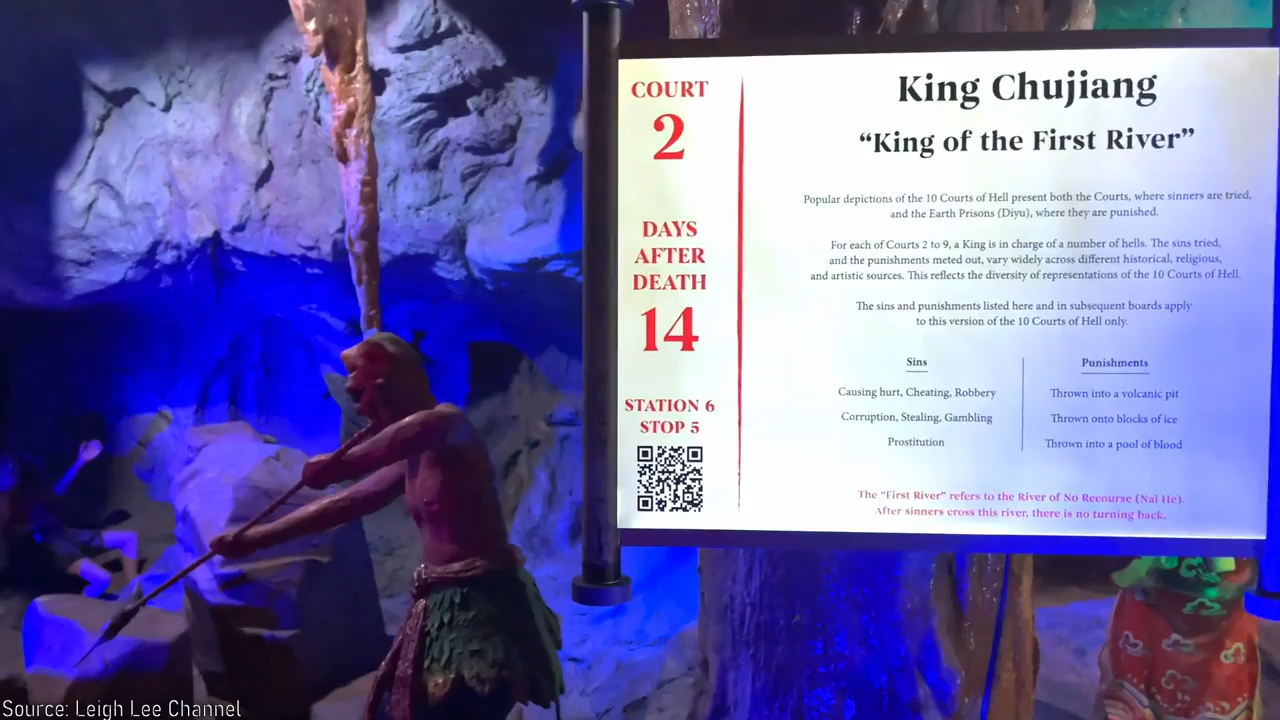 COURT
2
DAYS
AFTER
DEATH
14
STATION 6
STOP 5
King Chujiang
“King of the First River”
Popular depictions of the 10 Courts of Hell present both the Courts, where sinners are tried,
and the Earth Prisons (Diyu), where they are punished.
For each of Courts 2 to 9, a King is in charge of a number of hells. The sins tried,
and the punishments meted out, vary widely across different historical, religious,
and artistic sources. This reflects the diversity of representations of the 10 Courts of Hell.
The sins and punishments listed here and in subsequent boards apply
to this version of the 10 Courts of Hell only.
Sins Punishments
Causing hurt, Cheating, Robbery Thrown into a volcanic pit
Corruption, Stealing, Gambling Thrown onto blocks of ice
Prostitution Thrown into a pool of blood
The “First River” refers to the River of No Recourse (Nai He).
After sinners cross this river, there is no turning back.
Source: Leigh Lee Channel